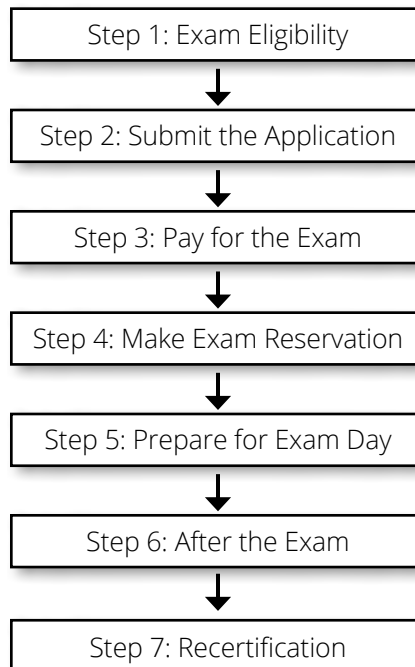 Step 1: Exam Eligibility
Step 2: Submit the Application
Step 3: Pay for the Exam
Step 4: Make Exam Reservation
Step 5: Prepare for Exam Day
Step 6: After the Exam
Step 7: Recertification